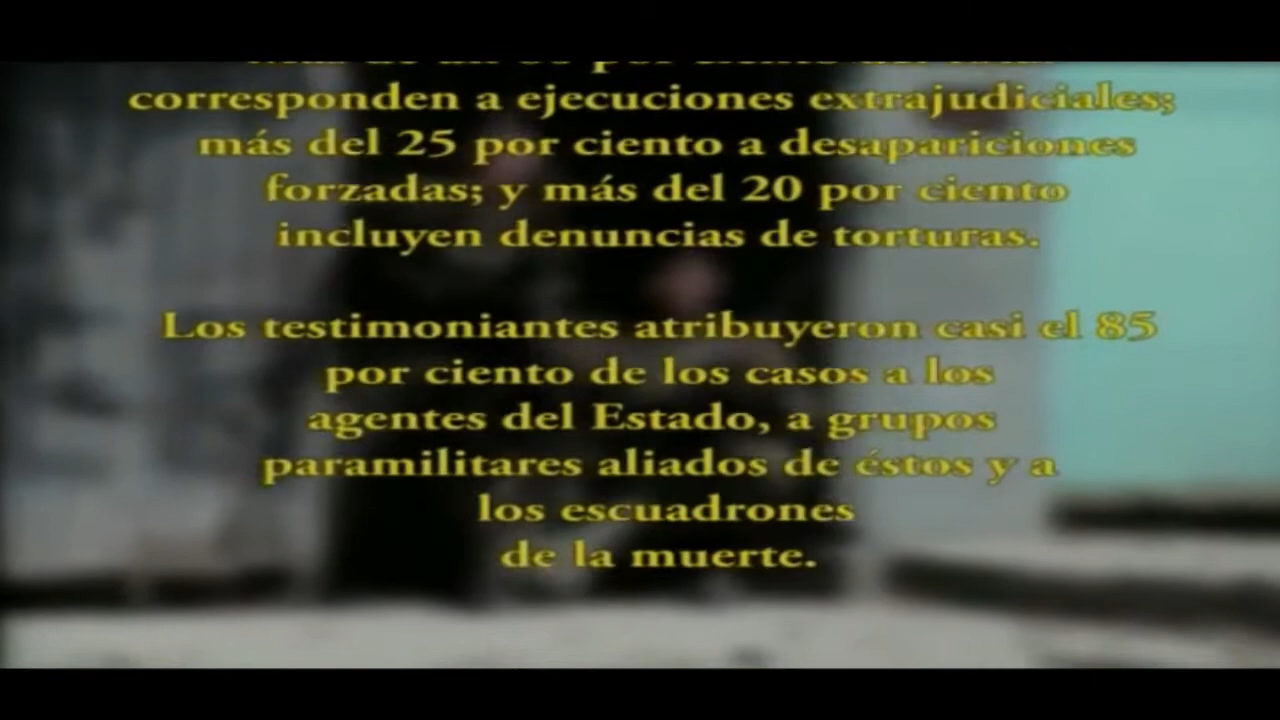 corresponden a ejecuciones extrajudiciales;
más del 25 por ciento a desapariciones
forzadas; y más del 20 por ciento
incluyen denuncias de torturas.
Los testimoniantes atribuyeron casi el 85
por ciento de los casos a los
agentes del Estado, a grupos
paramilitares aliados de éstos y a
los escuadrones
de la muerte.